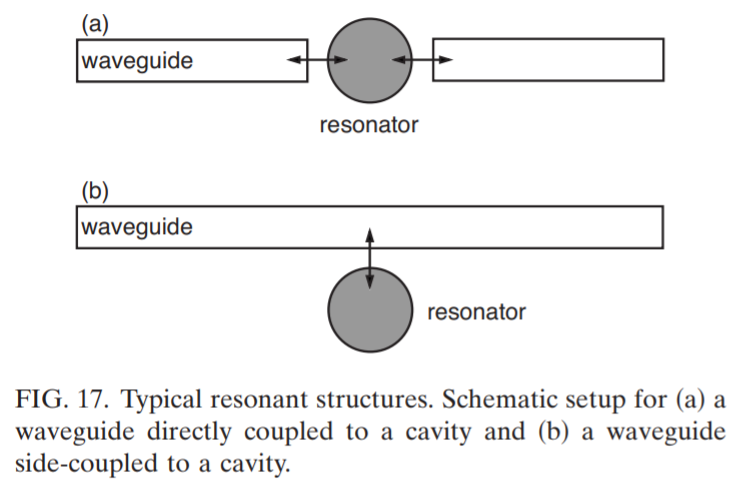 (a)
waveguide
resonator
(b)
waveguide
resonator
FIG. 17. Typical resonant structures. Schematic setup for (a) a
waveguide directly coupled to a cavity and (b) a waveguide
side-coupled to a cavity.